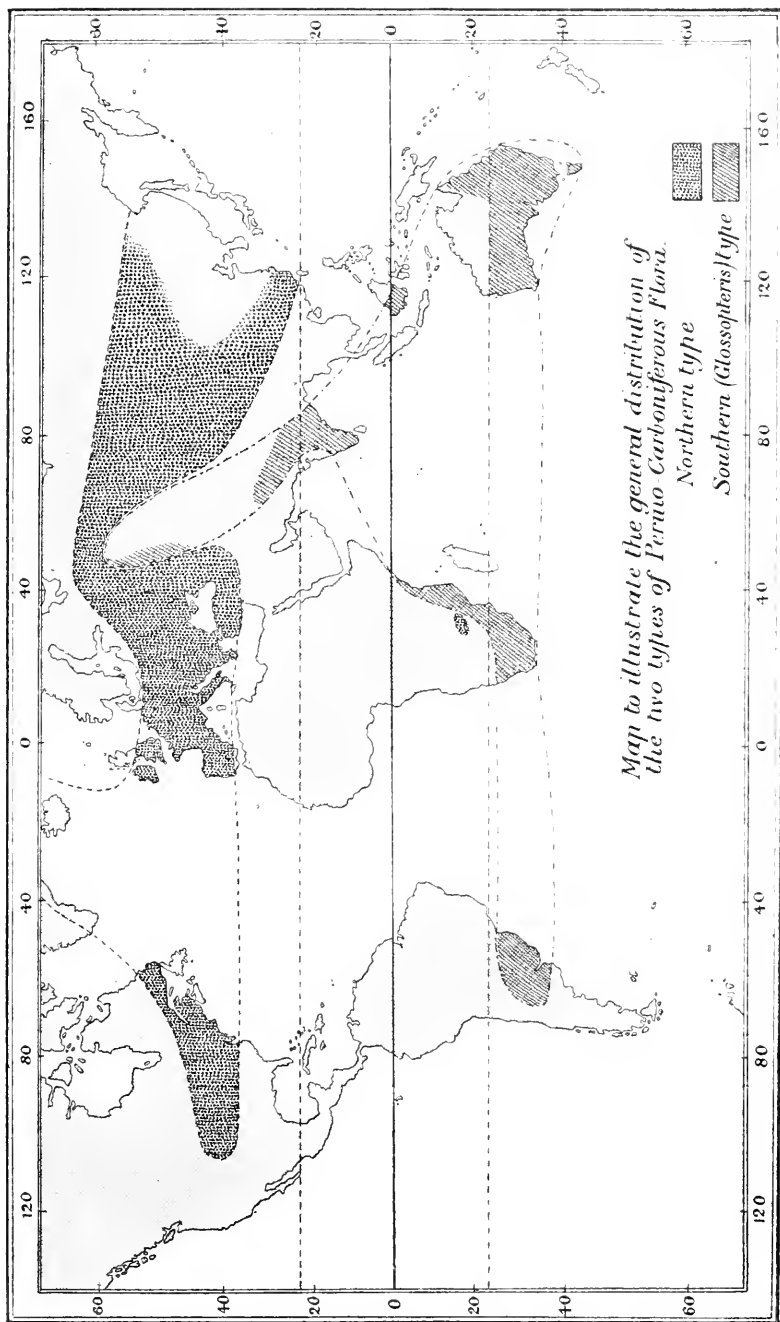 120 80 40 0 40 80 120 160
60 60
40 40
20 20
0 0
20 20
40 40
60 60
Map to illustrate the general distribution of
the two types of Permo-Carboniferous Flora.
Northern type
Southern (Glossopteris) type
120 80 40 0 40 80 120 160